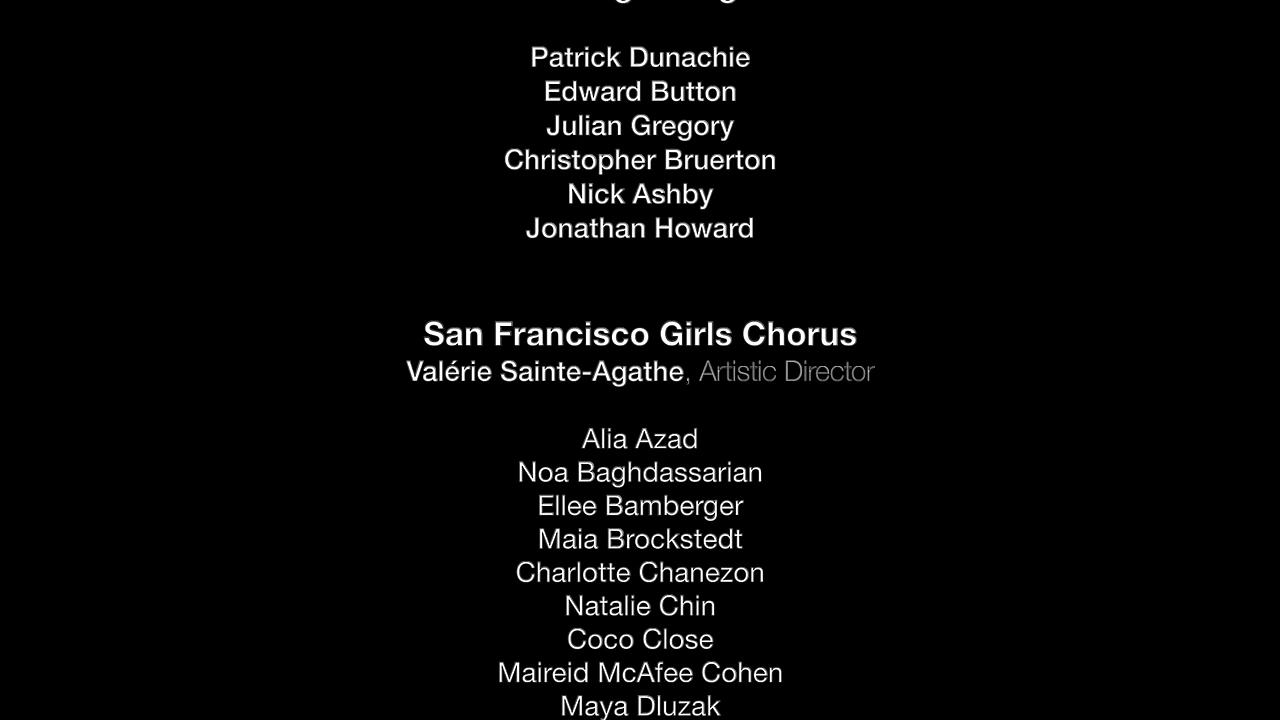 Patrick Dunachie
Edward Button
Julian Gregory
Christopher Bruerton
Nick Ashby
Jonathan Howard
San Francisco Girls Chorus
Valérie Sainte-Agathe, Artistic Director
Alia Azad
Noa Baghdassarian
Ellee Bamberger
Maia Brockstedt
Charlotte Chanezon
Natalie Chin
Coco Close
Maireid McAfee Cohen
Maya Dluzak